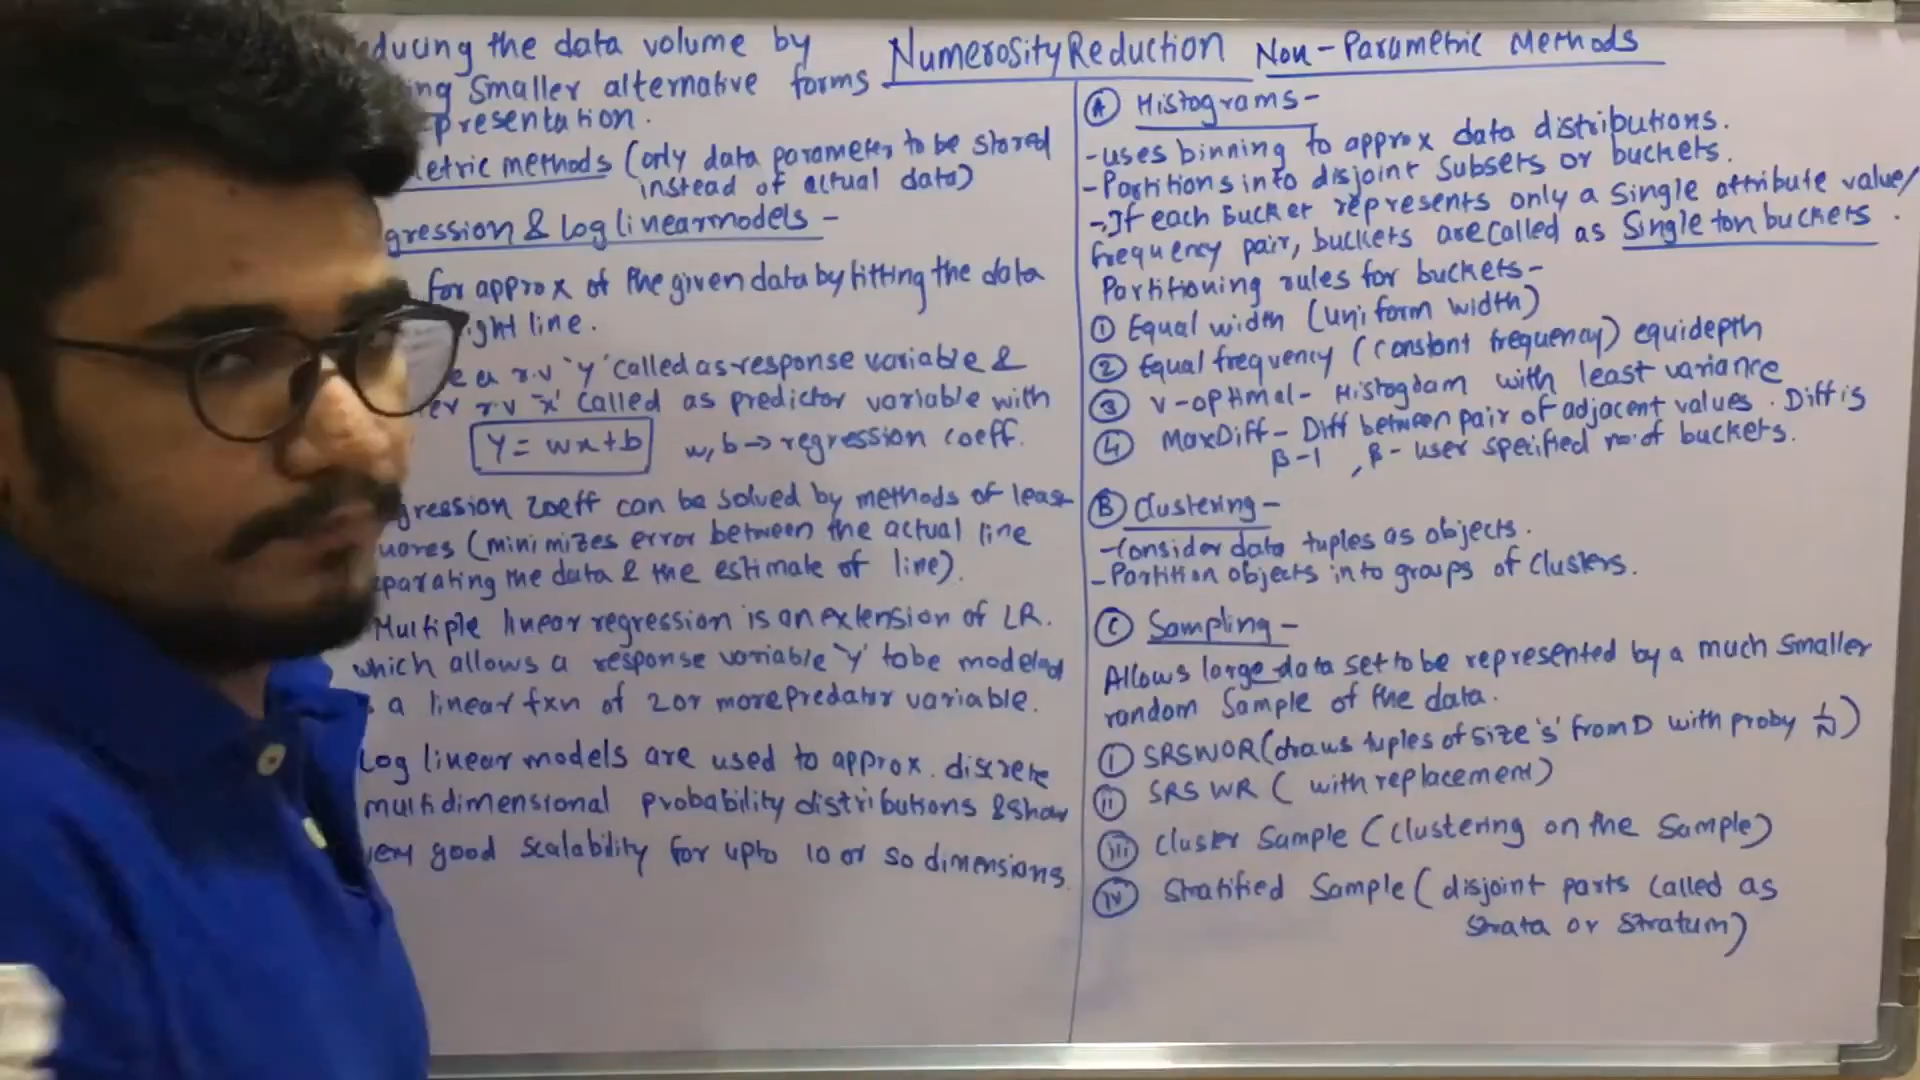 Numerosity Reduction
ducing the data volume by
ing smaller alternative forms
presentation.
etric methods (only data parameter to be stored
instead of actual data)
gression & Log linear models -
for approx of the given data by fitting the data
ight line.
r.v 'y' called as response variable &
r.v 'x' called as predictor variable with
Y = wx+b w, b → regression coeff.
gression coeff can be solved by methods of least
uares (minimizes error between the actual line
parating the data & the estimate of line).
Multiple linear regression is an extension of LR.
which allows a response variable 'y' to be modeled
a linear fxn of 2 or more predator variable.
Log linear models are used to approx. discrete
multidimensional probability distributions & show
very good scalability for upto 10 or so dimensions.
Non-Parametric Methods
A Histograms -
- uses binning to approx data distributions.
- Partitions into disjoint subsets or buckets.
- If each Bucket represents only a single attribute value/
frequency pair, buckets are called as Singleton buckets.
Partitioning rules for buckets -
1 Equal width (uniform width)
2 Equal frequency (constant frequency) equidepth
3 V-optimal - Histogdam with least variance
4 MaxDiff - Diff between pair of adjacent values. Diff is
β-1, β - user specified no. of buckets.
B Clustering -
- Consider data tuples as objects.
- Partition objects into groups of clusters.
C Sampling -
Allows large data set to be represented by a much smaller
random sample of the data.
i SRSWOR (draws tuples of size 's' from D with proby 1/N)
ii SRSWR ( with replacement)
iii Cluster Sample (clustering on the sample)
iv Stratified Sample ( disjoint parts called as
strata or stratum)